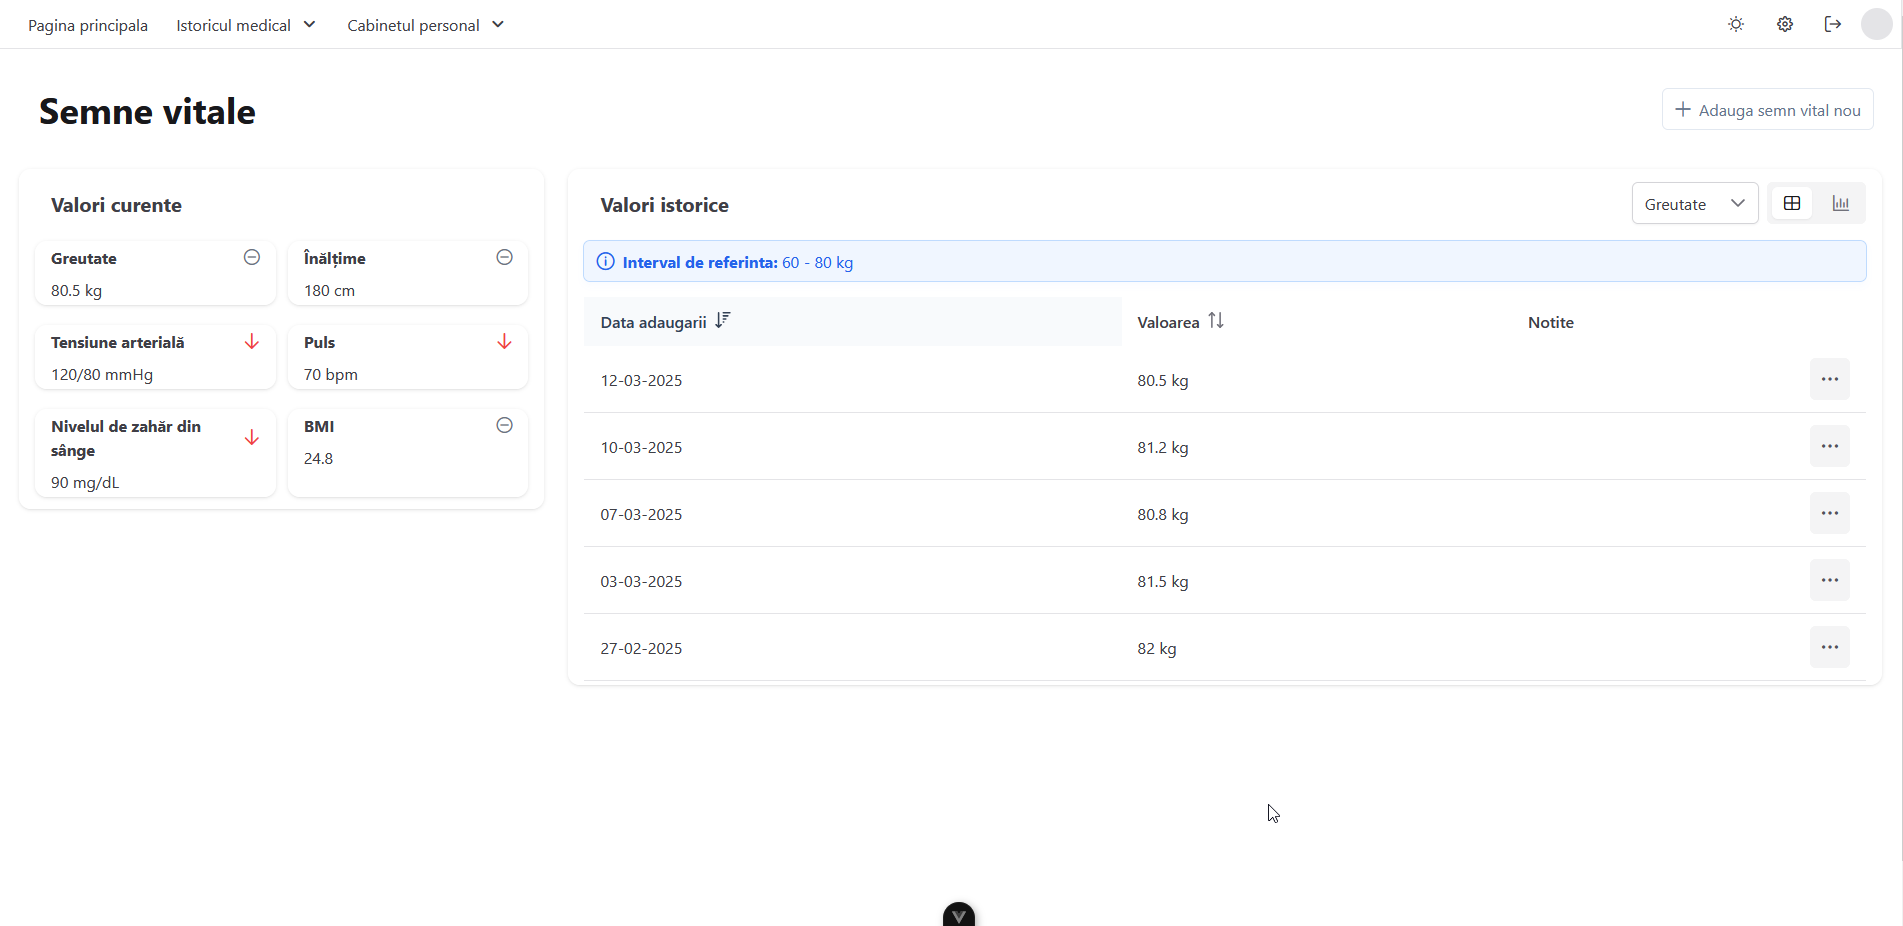 Pagina principala
Istoricul medical
Cabinetul personal
Semne vitale
Adauga semn vital nou
Valori curente
Greutate
80.5 kg
Înălțime
180 cm
Tensiune arterială
120/80 mmHg
Puls
70 bpm
Nivelul de zahăr din
sânge
90 mg/dL
BMI
24.8
Valori istorice
Greutate
Interval de referinta: 60 - 80 kg
Data adaugarii Valoarea Notite
12-03-2025 80.5 kg
10-03-2025 81.2 kg
07-03-2025 80.8 kg
03-03-2025 81.5 kg
27-02-2025 82 kg